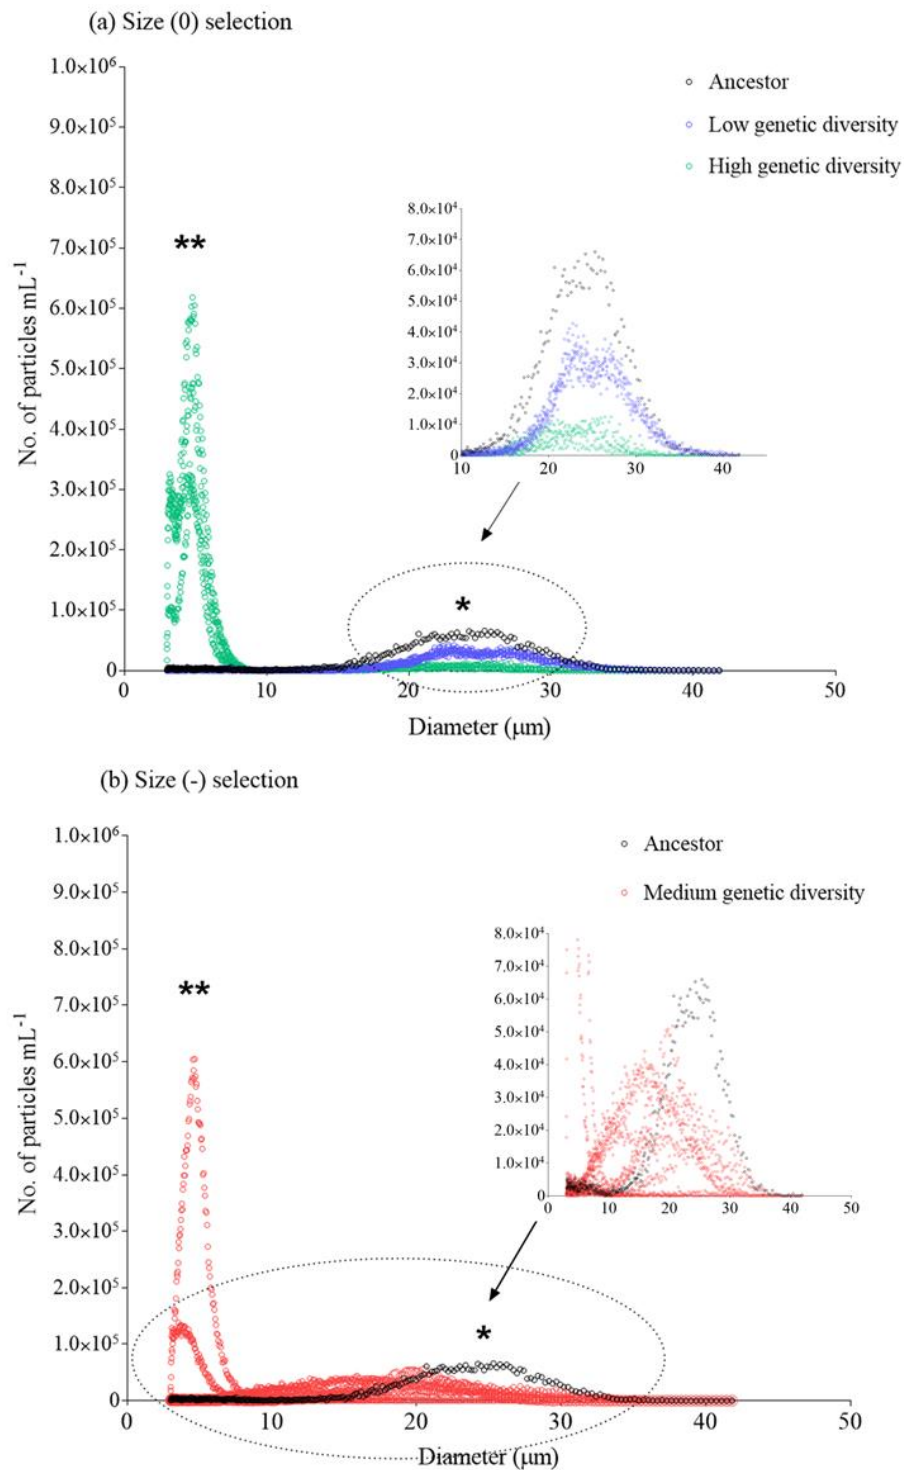 (a) Size (0) selection
1.0×10⁶
9.0×10⁵
8.0×10⁵
7.0×10⁵
6.0×10⁵
5.0×10⁵
4.0×10⁵
3.0×10⁵
2.0×10⁵
1.0×10⁵
0
No. of particles mL⁻¹
0 10 20 30 40 50
Diameter (μm)
Ancestor
Low genetic diversity
High genetic diversity
**
*
8.0×10⁴
7.0×10⁴
6.0×10⁴
5.0×10⁴
4.0×10⁴
3.0×10⁴
2.0×10⁴
1.0×10⁴
0
10 20 30 40
(b) Size (-) selection
1.0×10⁶
9.0×10⁵
8.0×10⁵
7.0×10⁵
6.0×10⁵
5.0×10⁵
4.0×10⁵
3.0×10⁵
2.0×10⁵
1.0×10⁵
0
No. of particles mL⁻¹
0 10 20 30 40 50
Diameter (μm)
Ancestor
Medium genetic diversity
**
*
8.0×10⁴
7.0×10⁴
6.0×10⁴
5.0×10⁴
4.0×10⁴
3.0×10⁴
2.0×10⁴
1.0×10⁴
0
0 10 20 30 40 50